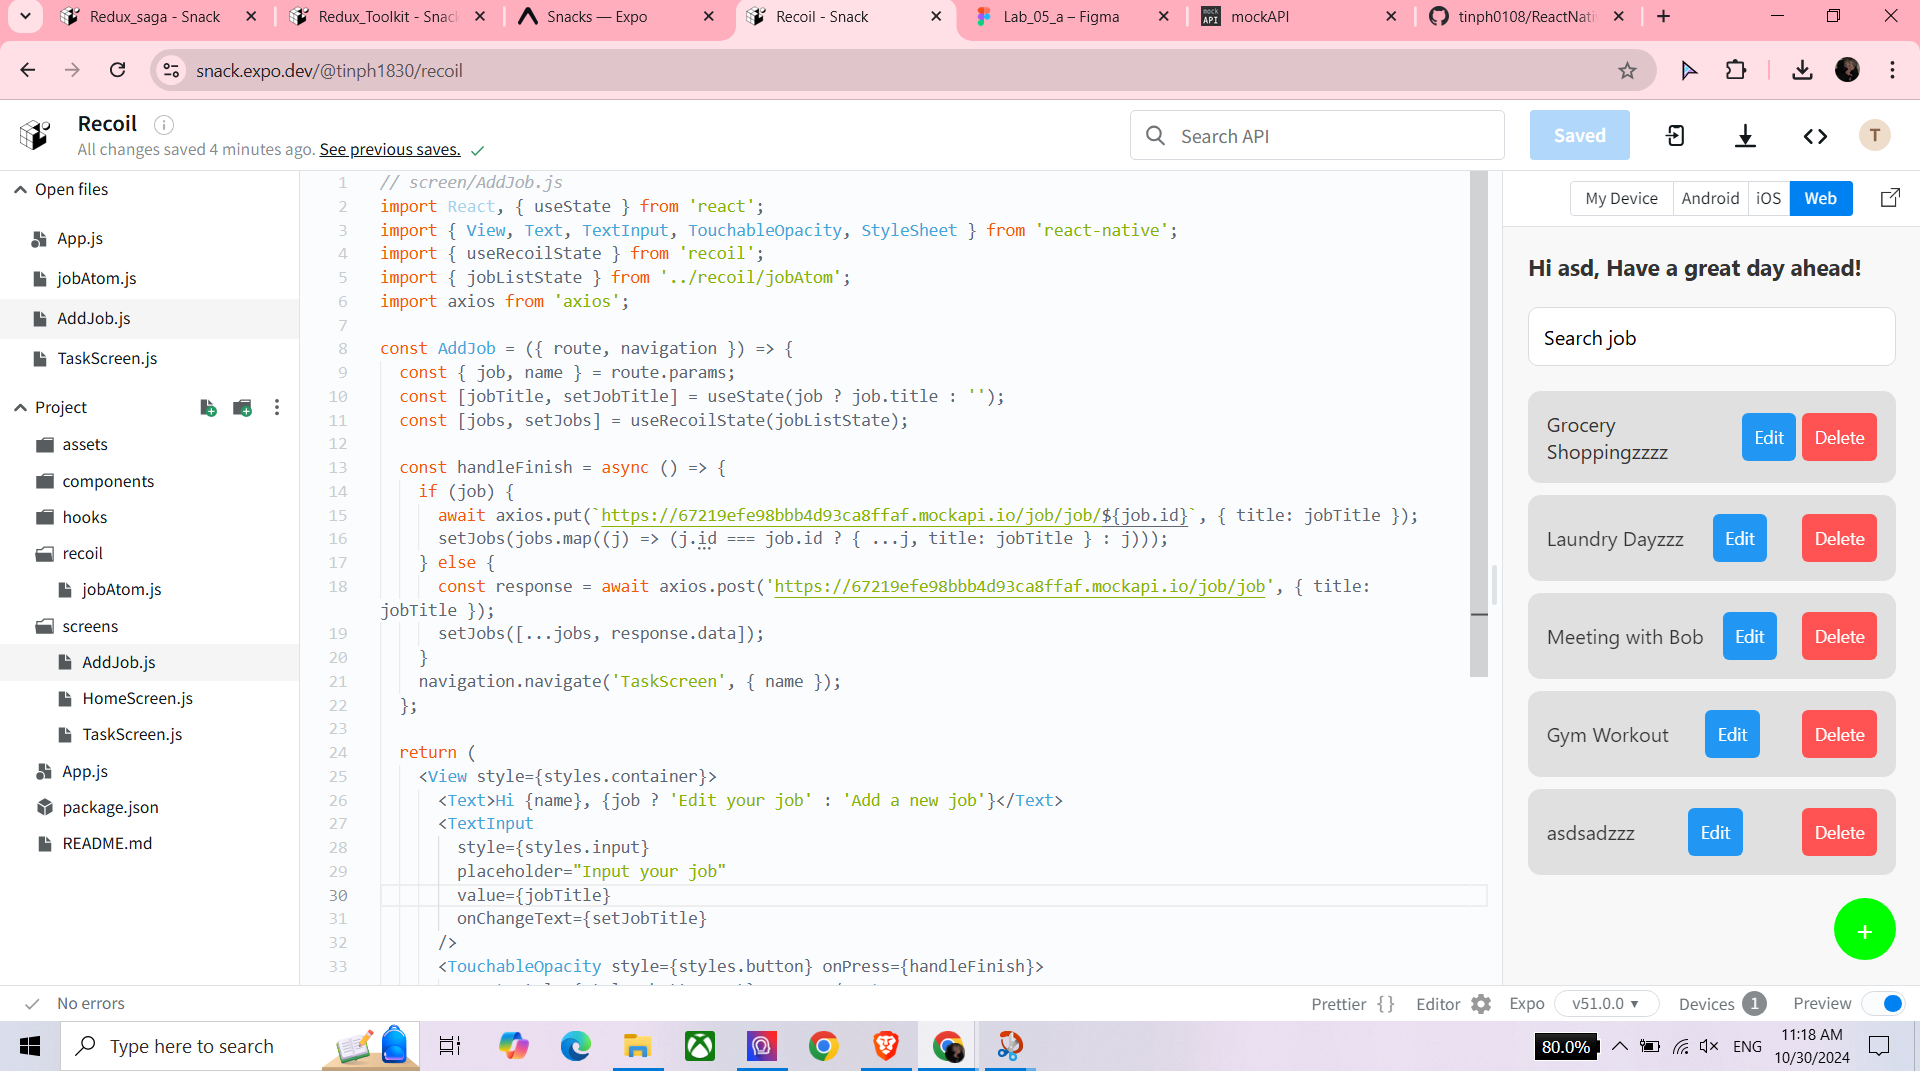 Redux_saga - Snack
Redux_Toolkit - Snac
Snacks — Expo
Recoil - Snack
Lab_05_a – Figma
mockAPI
tinph0108/ReactNati
snack.expo.dev/@tinph1830/recoil
Recoil
All changes saved 4 minutes ago. See previous saves.
Search API
Saved
T
Open files
App.js
jobAtom.js
AddJob.js
TaskScreen.js
Project
assets
components
hooks
recoil
jobAtom.js
screens
AddJob.js
HomeScreen.js
TaskScreen.js
App.js
package.json
README.md
1 // screen/AddJob.js
2 import React, { useState } from 'react';
3 import { View, Text, TextInput, TouchableOpacity, StyleSheet } from 'react-native';
4 import { useRecoilState } from 'recoil';
5 import { jobListState } from '../recoil/jobAtom';
6 import axios from 'axios';
7
8 const AddJob = ({ route, navigation }) => {
9 const { job, name } = route.params;
10 const [jobTitle, setJobTitle] = useState(job ? job.title : '');
11 const [jobs, setJobs] = useRecoilState(jobListState);
12
13 const handleFinish = async () => {
14 if (job) {
15 await axios.put(`https://67219efe98bbb4d93ca8ffaf.mockapi.io/job/job/${job.id}`, { title: jobTitle });
16 setJobs(jobs.map((j) => (j.id === job.id ? { ...j, title: jobTitle } : j)));
17 } else {
18 const response = await axios.post('https://67219efe98bbb4d93ca8ffaf.mockapi.io/job/job', { title:
jobTitle });
19 setJobs([...jobs, response.data]);
20 }
21 navigation.navigate('TaskScreen', { name });
22 };
23
24 return (
25 <View style={styles.container}>
26 <Text>Hi {name}, {job ? 'Edit your job' : 'Add a new job'}</Text>
27 <TextInput
28 style={styles.input}
29 placeholder="Input your job"
30 value={jobTitle}
31 onChangeText={setJobTitle}
32 />
33 <TouchableOpacity style={styles.button} onPress={handleFinish}>
My Device
Android
iOS
Web
Hi asd, Have a great day ahead!
Search job
Grocery
Shoppingzzzz
Edit
Delete
Laundry Dayzzz
Edit
Delete
Meeting with Bob
Edit
Delete
Gym Workout
Edit
Delete
asdsadzzz
Edit
Delete
+
No errors
Prettier {}
Editor
Expo
v51.0.0
Devices 1
Preview
Type here to search
80.0%
ENG
11:18 AM
10/30/2024